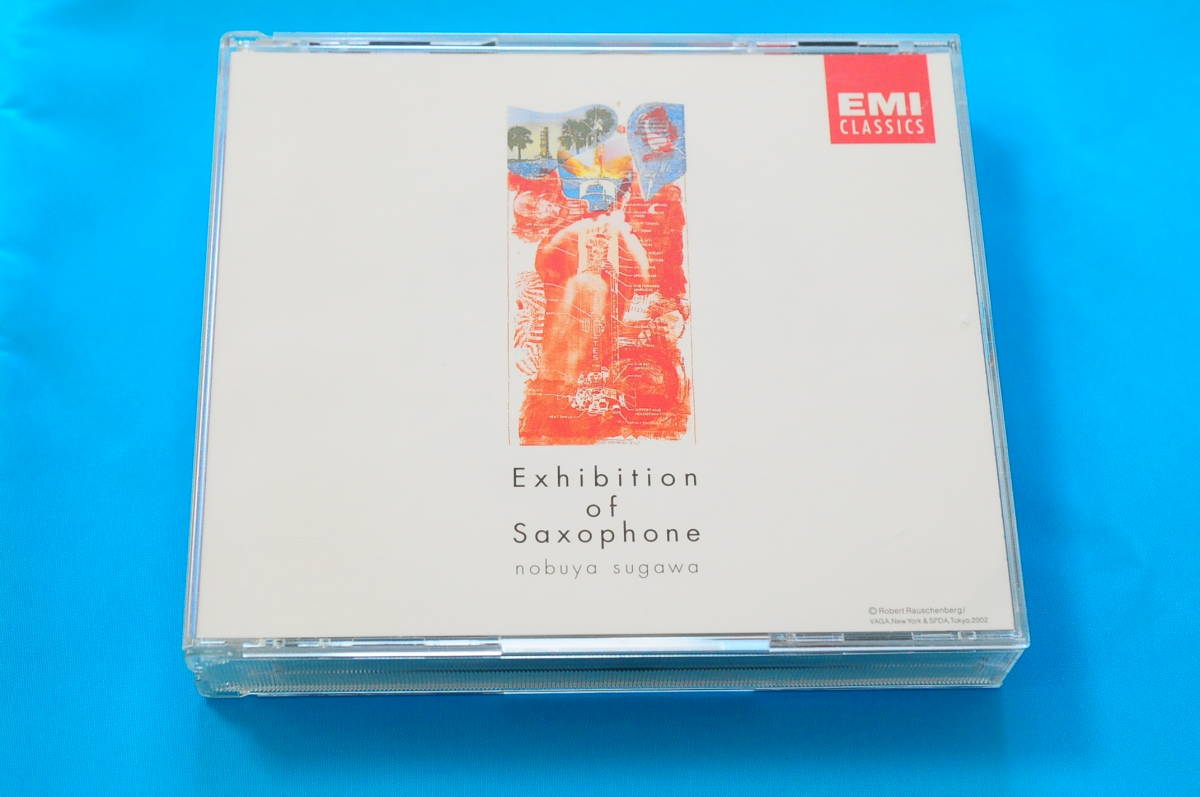 EMI
CLASSICS
Exhibition
of
Saxophone
nobuya sugawa
© Robert Rauschenberg/
VAGA, New York & SPDA, Tokyo, 2002